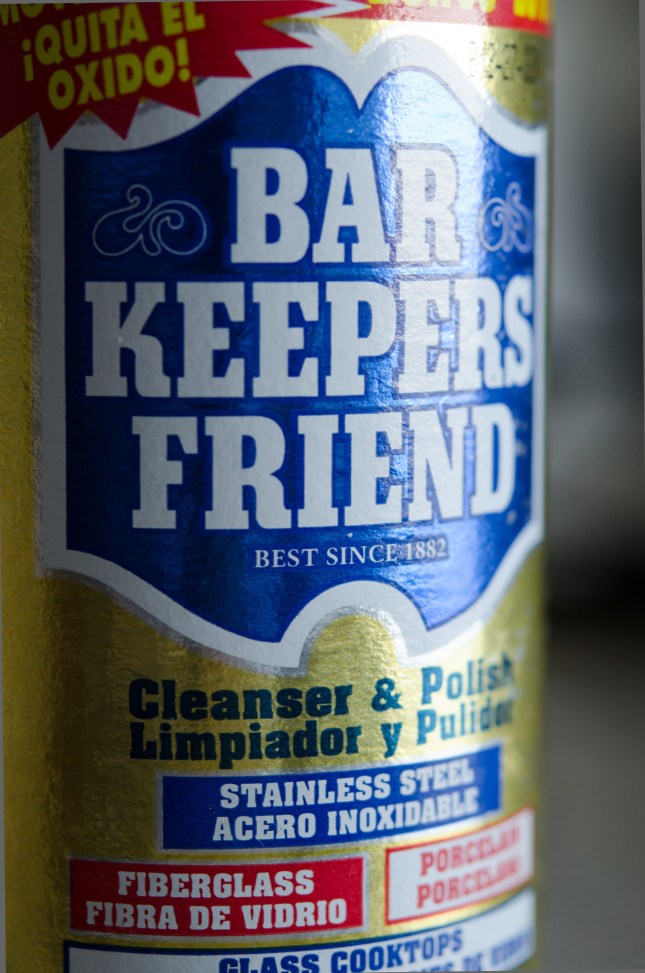 ¡QUITA EL
OXIDO!
BAR
KEEPERS
FRIEND
BEST SINCE 1882
Cleanser & Polish
Limpiador y Pulidor
STAINLESS STEEL
ACERO INOXIDABLE
FIBERGLASS
FIBRA DE VIDRIO
PORCELAIN
PORCELANA
GLASS COOKTOPS